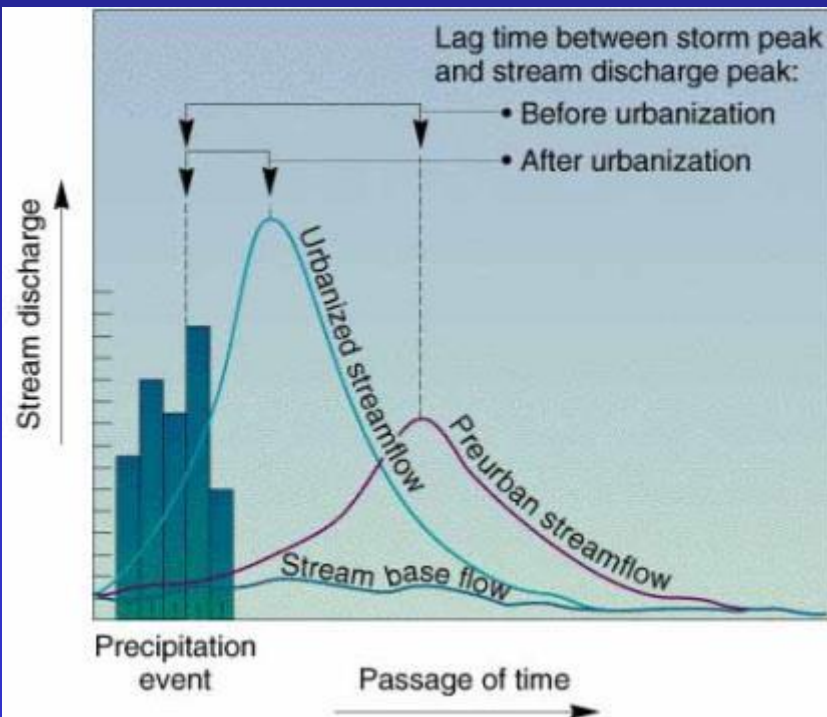 Lag time between storm peak
and stream discharge peak:
• Before urbanization
• After urbanization
Stream discharge
Urbanized streamflow
Preurban streamflow
Stream base flow
Precipitation
event
Passage of time